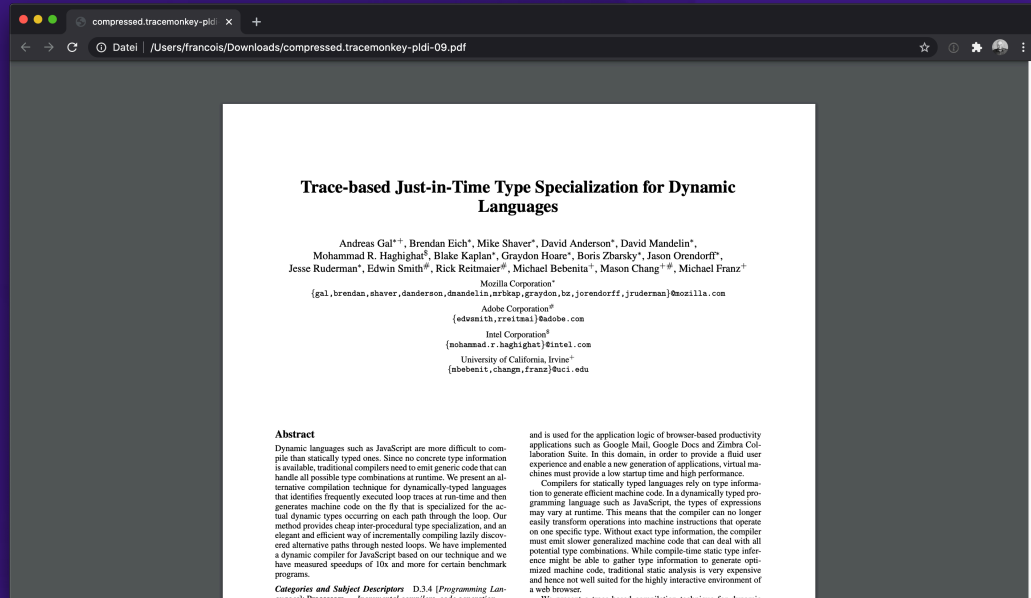 compressed.tracemonkey-pldi
Datei | /Users/francois/Downloads/compressed.tracemonkey-pldi-09.pdf
Trace-based Just-in-Time Type Specialization for Dynamic
Languages
Andreas Gal*+, Brendan Eich*, Mike Shaver*, David Anderson*, David Mandelin*,
Mohammad R. Haghighat$, Blake Kaplan*, Graydon Hoare*, Boris Zbarsky*, Jason Orendorff*,
Jesse Ruderman*, Edwin Smith#, Rick Reitmaier#, Michael Bebenita+, Mason Chang+#, Michael Franz+
Mozilla Corporation*
{gal,brendan,shaver,danderson,dmandelin,mrbkap,graydon,bz,jorendorff,jruderman}@mozilla.com
Adobe Corporation#
{edwsmith,rreitmai}@adobe.com
Intel Corporation$
{mohammad.r.haghighat}@intel.com
University of California, Irvine+
{mbebenit,changm,franz}@uci.edu
Abstract
Dynamic languages such as JavaScript are more difficult to com-
pile than statically typed ones. Since no concrete type information
is available, traditional compilers need to emit generic code that can
handle all possible type combinations at runtime. We present an al-
ternative compilation technique for dynamically-typed languages
that identifies frequently executed loop traces at run-time and then
generates machine code on the fly that is specialized for the ac-
tual dynamic types occurring on each path through the loop. Our
method provides cheap inter-procedural type specialization, and an
elegant and efficient way of incrementally compiling lazily discov-
ered alternative paths through nested loops. We have implemented
a dynamic compiler for JavaScript based on our technique and we
have measured speedups of 10x and more for certain benchmark
programs.
Categories and Subject Descriptors D.3.4 [Programming Lan-
and is used for the application logic of browser-based productivity
applications such as Google Mail, Google Docs and Zimbra Col-
laboration Suite. In this domain, in order to provide a fluid user
experience and enable a new generation of applications, virtual ma-
chines must provide a low startup time and high performance.
Compilers for statically typed languages rely on type informa-
tion to generate efficient machine code. In a dynamically typed pro-
gramming language such as JavaScript, the types of expressions
may vary at runtime. This means that the compiler can no longer
easily transform operations into machine instructions that operate
on one specific type. Without exact type information, the compiler
must emit slower generalized machine code that can deal with all
potential type combinations. While compile-time static type infer-
ence might be able to gather type information to generate opti-
mized machine code, traditional static analysis is very expensive
and hence not well suited for the highly interactive environment of
a web browser.